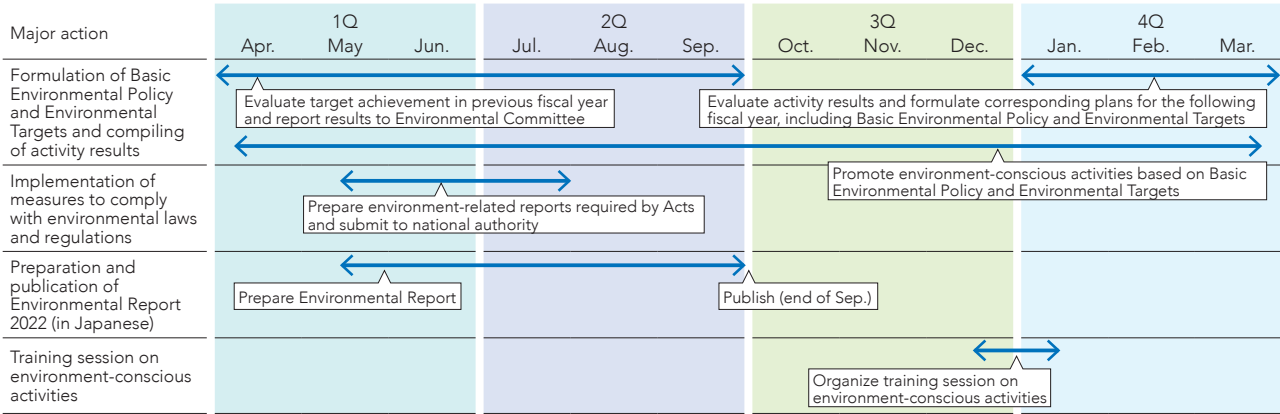 Major action
1Q
2Q
3Q
4Q
Apr. May Jun. Jul. Aug. Sep. Oct. Nov. Dec. Jan. Feb. Mar.
Formulation of Basic
Environmental Policy
and Environmental
Targets and compiling
of activity results
Evaluate target achievement in previous fiscal year
and report results to Environmental Committee
Evaluate activity results and formulate corresponding plans for the following
fiscal year, including Basic Environmental Policy and Environmental Targets
Promote environment-conscious activities based on Basic
Environmental Policy and Environmental Targets
Implementation of
measures to comply
with environmental laws
and regulations
Prepare environment-related reports required by Acts
and submit to national authority
Preparation and
publication of
Environmental Report
2022 (in Japanese)
Prepare Environmental Report
Publish (end of Sep.)
Training session on
environment-conscious
activities
Organize training session on
environment-conscious activities